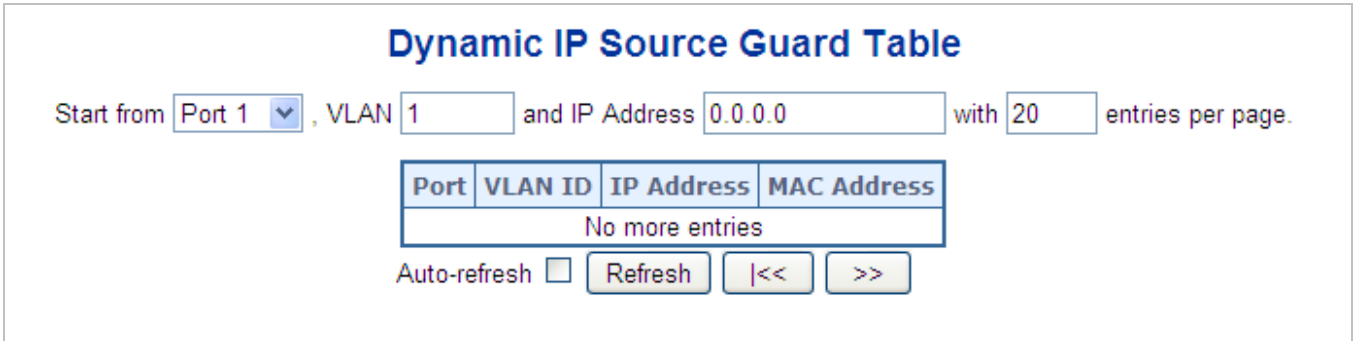 Dynamic IP Source Guard Table
Start from Port 1 , VLAN 1 and IP Address 0.0.0.0 with 20 entries per page.
Port VLAN ID IP Address MAC Address
No more entries
Auto-refresh Refresh |<< >>